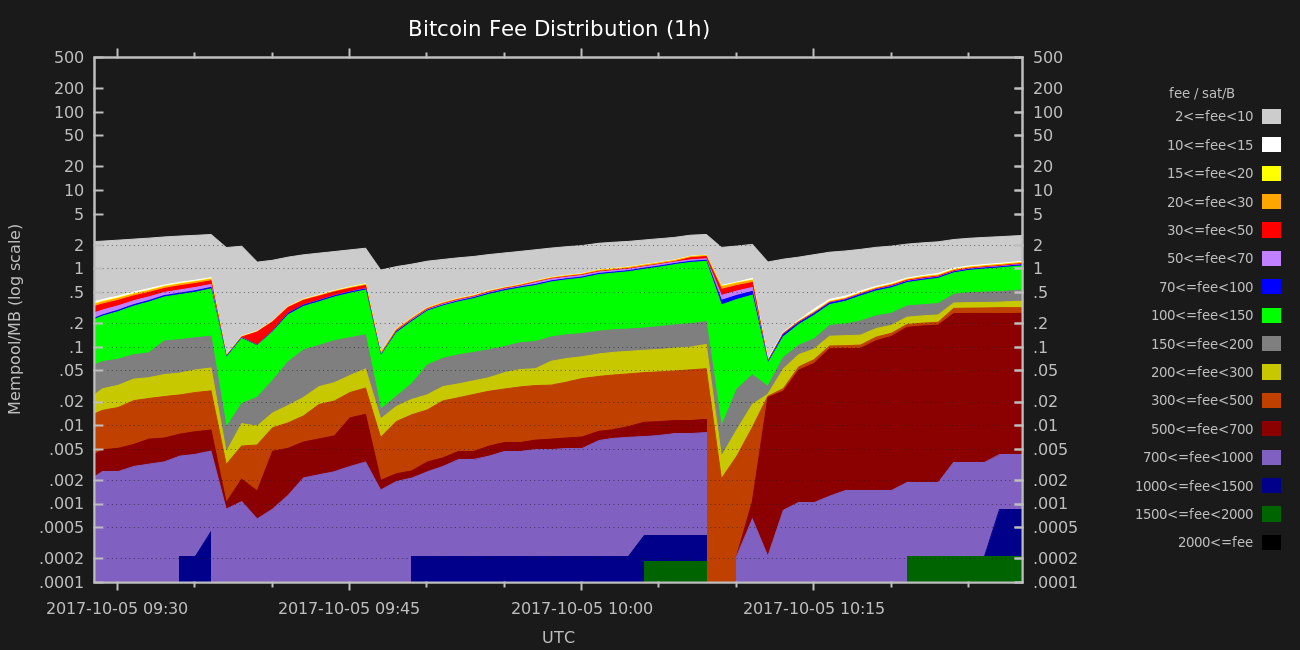 Bitcoin Fee Distribution (1h)
Mempool/MB (log scale)
500
200
100
50
20
10
5
2
1
.5
.2
.1
.05
.02
.01
.005
.002
.001
.0005
.0002
.0001
500
200
100
50
20
10
5
2
1
.5
.2
.1
.05
.02
.01
.005
.002
.001
.0005
.0002
.0001
2017-10-05 09:30
2017-10-05 09:45
2017-10-05 10:00
2017-10-05 10:15
UTC
fee / sat/B
2<=fee<10
10<=fee<15
15<=fee<20
20<=fee<30
30<=fee<50
50<=fee<70
70<=fee<100
100<=fee<150
150<=fee<200
200<=fee<300
300<=fee<500
500<=fee<700
700<=fee<1000
1000<=fee<1500
1500<=fee<2000
2000<=fee